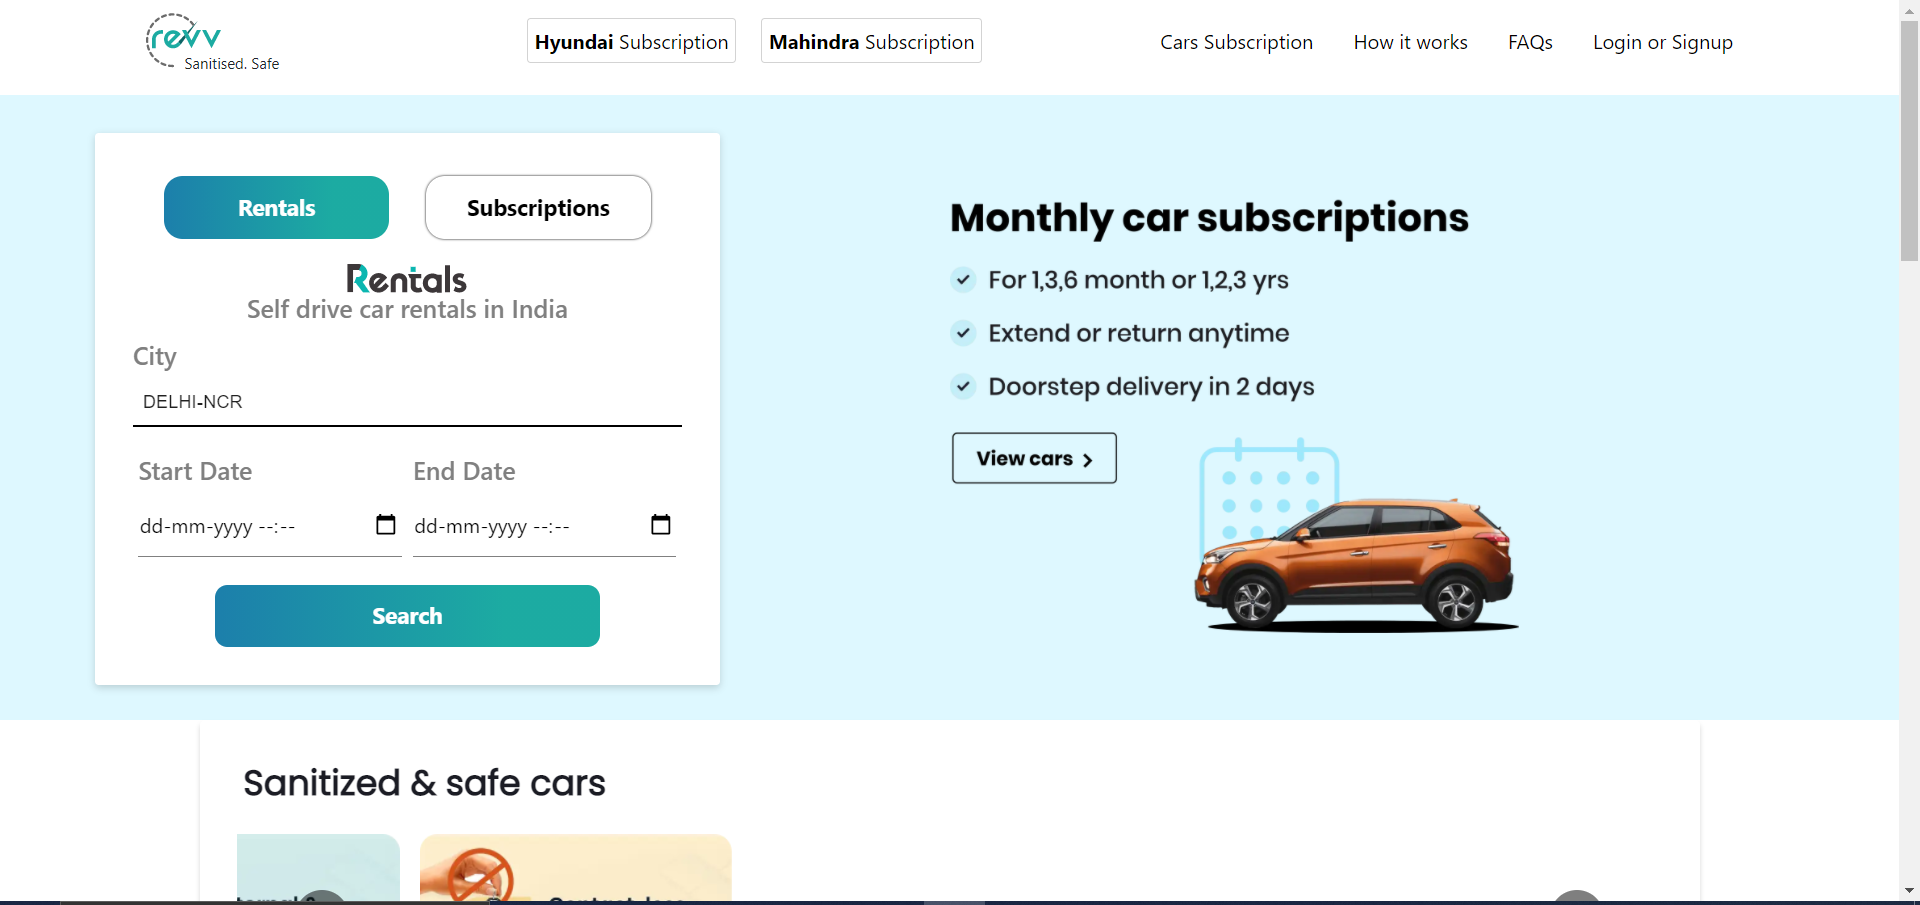 revv
Sanitised. Safe
Hyundai Subscription
Mahindra Subscription
Cars Subscription
How it works
FAQs
Login or Signup
Rentals
Subscriptions
Rentals
Self drive car rentals in India
City
DELHI-NCR
Start Date
End Date
dd-mm-yyyy --:--
dd-mm-yyyy --:--
Search
Monthly car subscriptions
For 1,3,6 month or 1,2,3 yrs
Extend or return anytime
Doorstep delivery in 2 days
View cars
Sanitized & safe cars